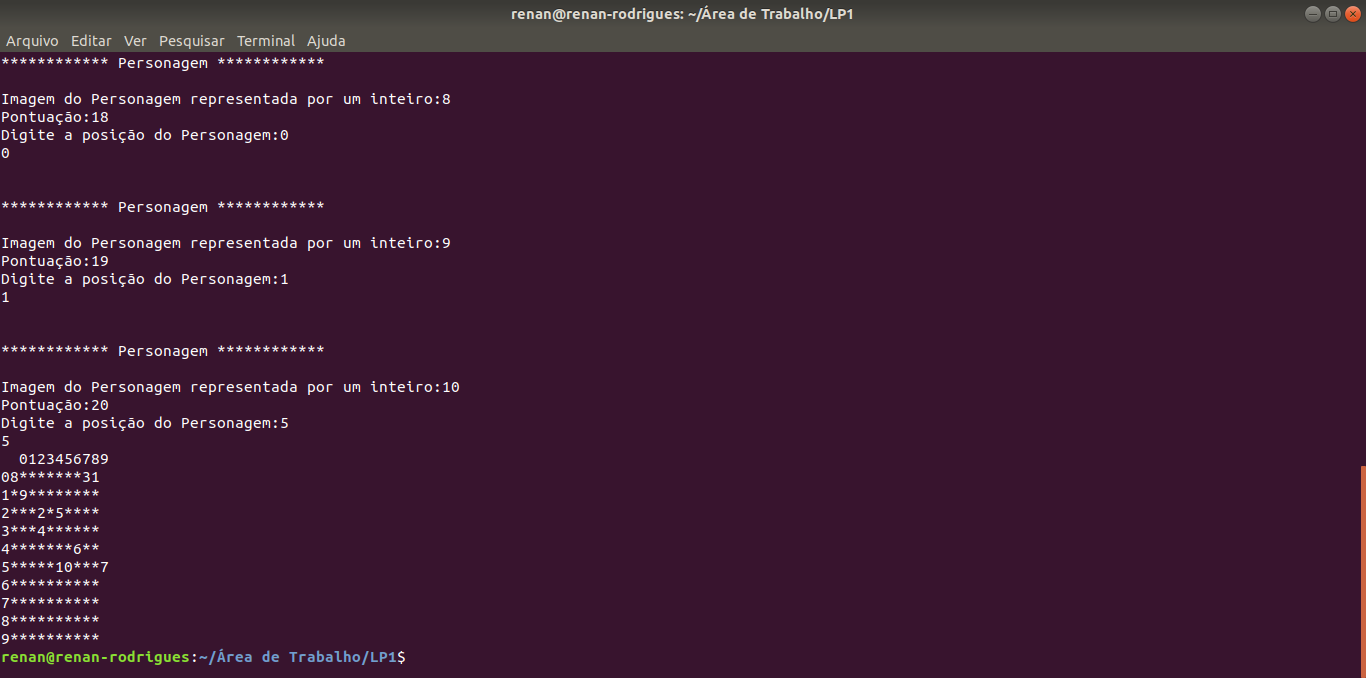 renan@renan-rodrigues: ~/Área de Trabalho/LP1
Arquivo Editar Ver Pesquisar Terminal Ajuda
************ Personagem ************
Imagem do Personagem representada por um inteiro:8
Pontuação:18
Digite a posição do Personagem:0
0
************ Personagem ************
Imagem do Personagem representada por um inteiro:9
Pontuação:19
Digite a posição do Personagem:1
1
************ Personagem ************
Imagem do Personagem representada por um inteiro:10
Pontuação:20
Digite a posição do Personagem:5
5
  0123456789
08*******31
1*9********
2***2*5****
3***4******
4*******6**
5*****10***7
6**********
7**********
8**********
9**********
renan@renan-rodrigues:~/Área de Trabalho/LP1$